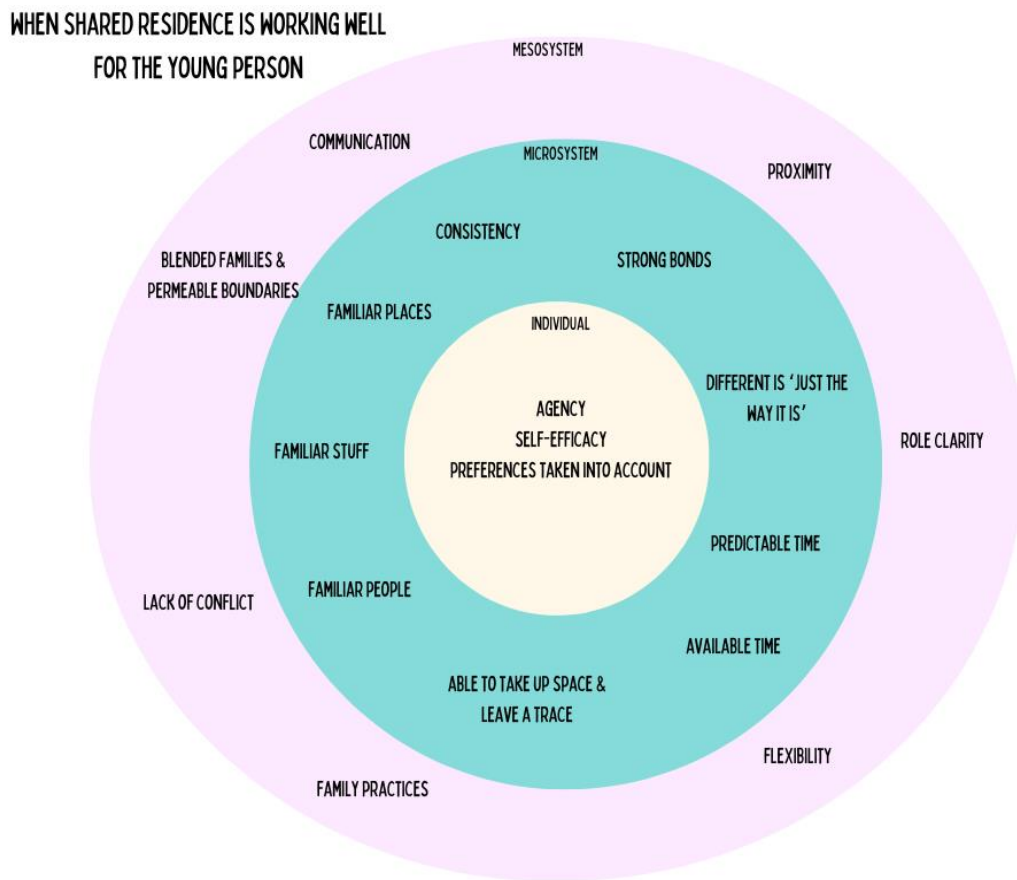 WHEN SHARED RESIDENCE IS WORKING WELL
FOR THE YOUNG PERSON
MESOSYSTEM
COMMUNICATION
MICROSYSTEM
PROXIMITY
CONSISTENCY
STRONG BONDS
BLENDED FAMILIES &
PERMEABLE BOUNDARIES
FAMILIAR PLACES
INDIVIDUAL
DIFFERENT IS ‘JUST THE
WAY IT IS’
AGENCY
SELF-EFFICACY
PREFERENCES TAKEN INTO ACCOUNT
FAMILIAR STUFF
ROLE CLARITY
PREDICTABLE TIME
FAMILIAR PEOPLE
LACK OF CONFLICT
AVAILABLE TIME
ABLE TO TAKE UP SPACE &
LEAVE A TRACE
FLEXIBILITY
FAMILY PRACTICES